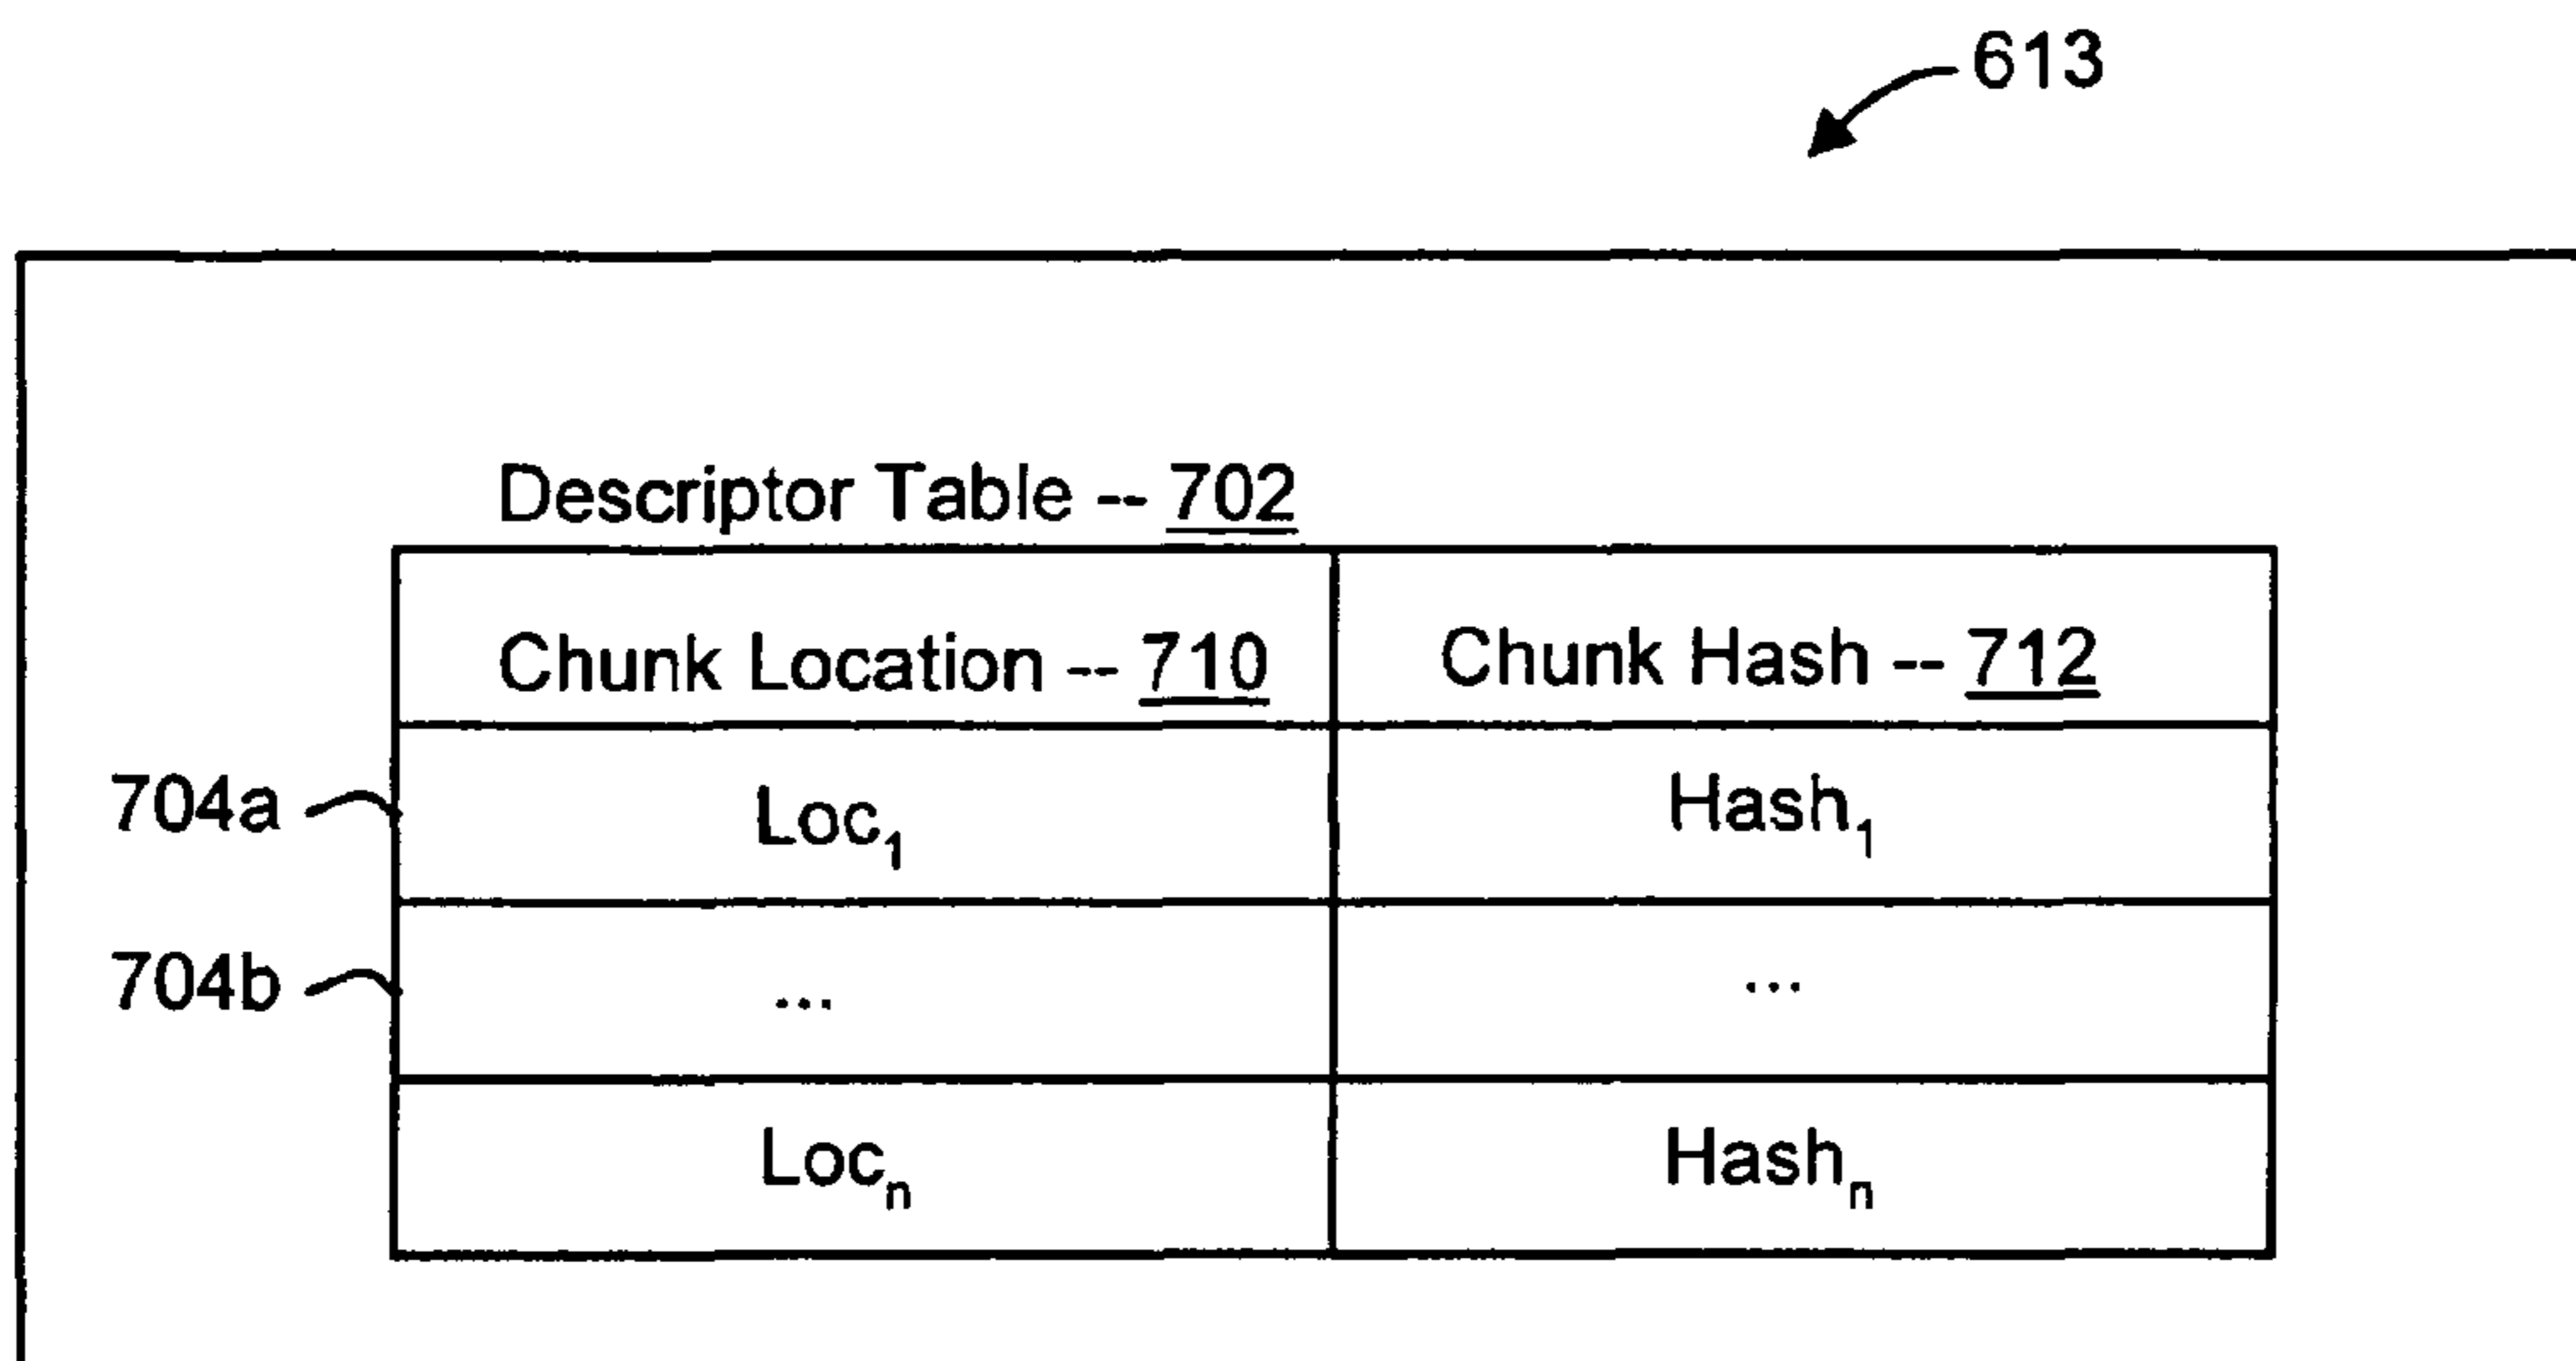 613
Descriptor Table -- 702
Chunk Location -- 710 Chunk Hash -- 712
704a Loc₁ Hash₁
704b ... ...
Locₙ Hashₙ